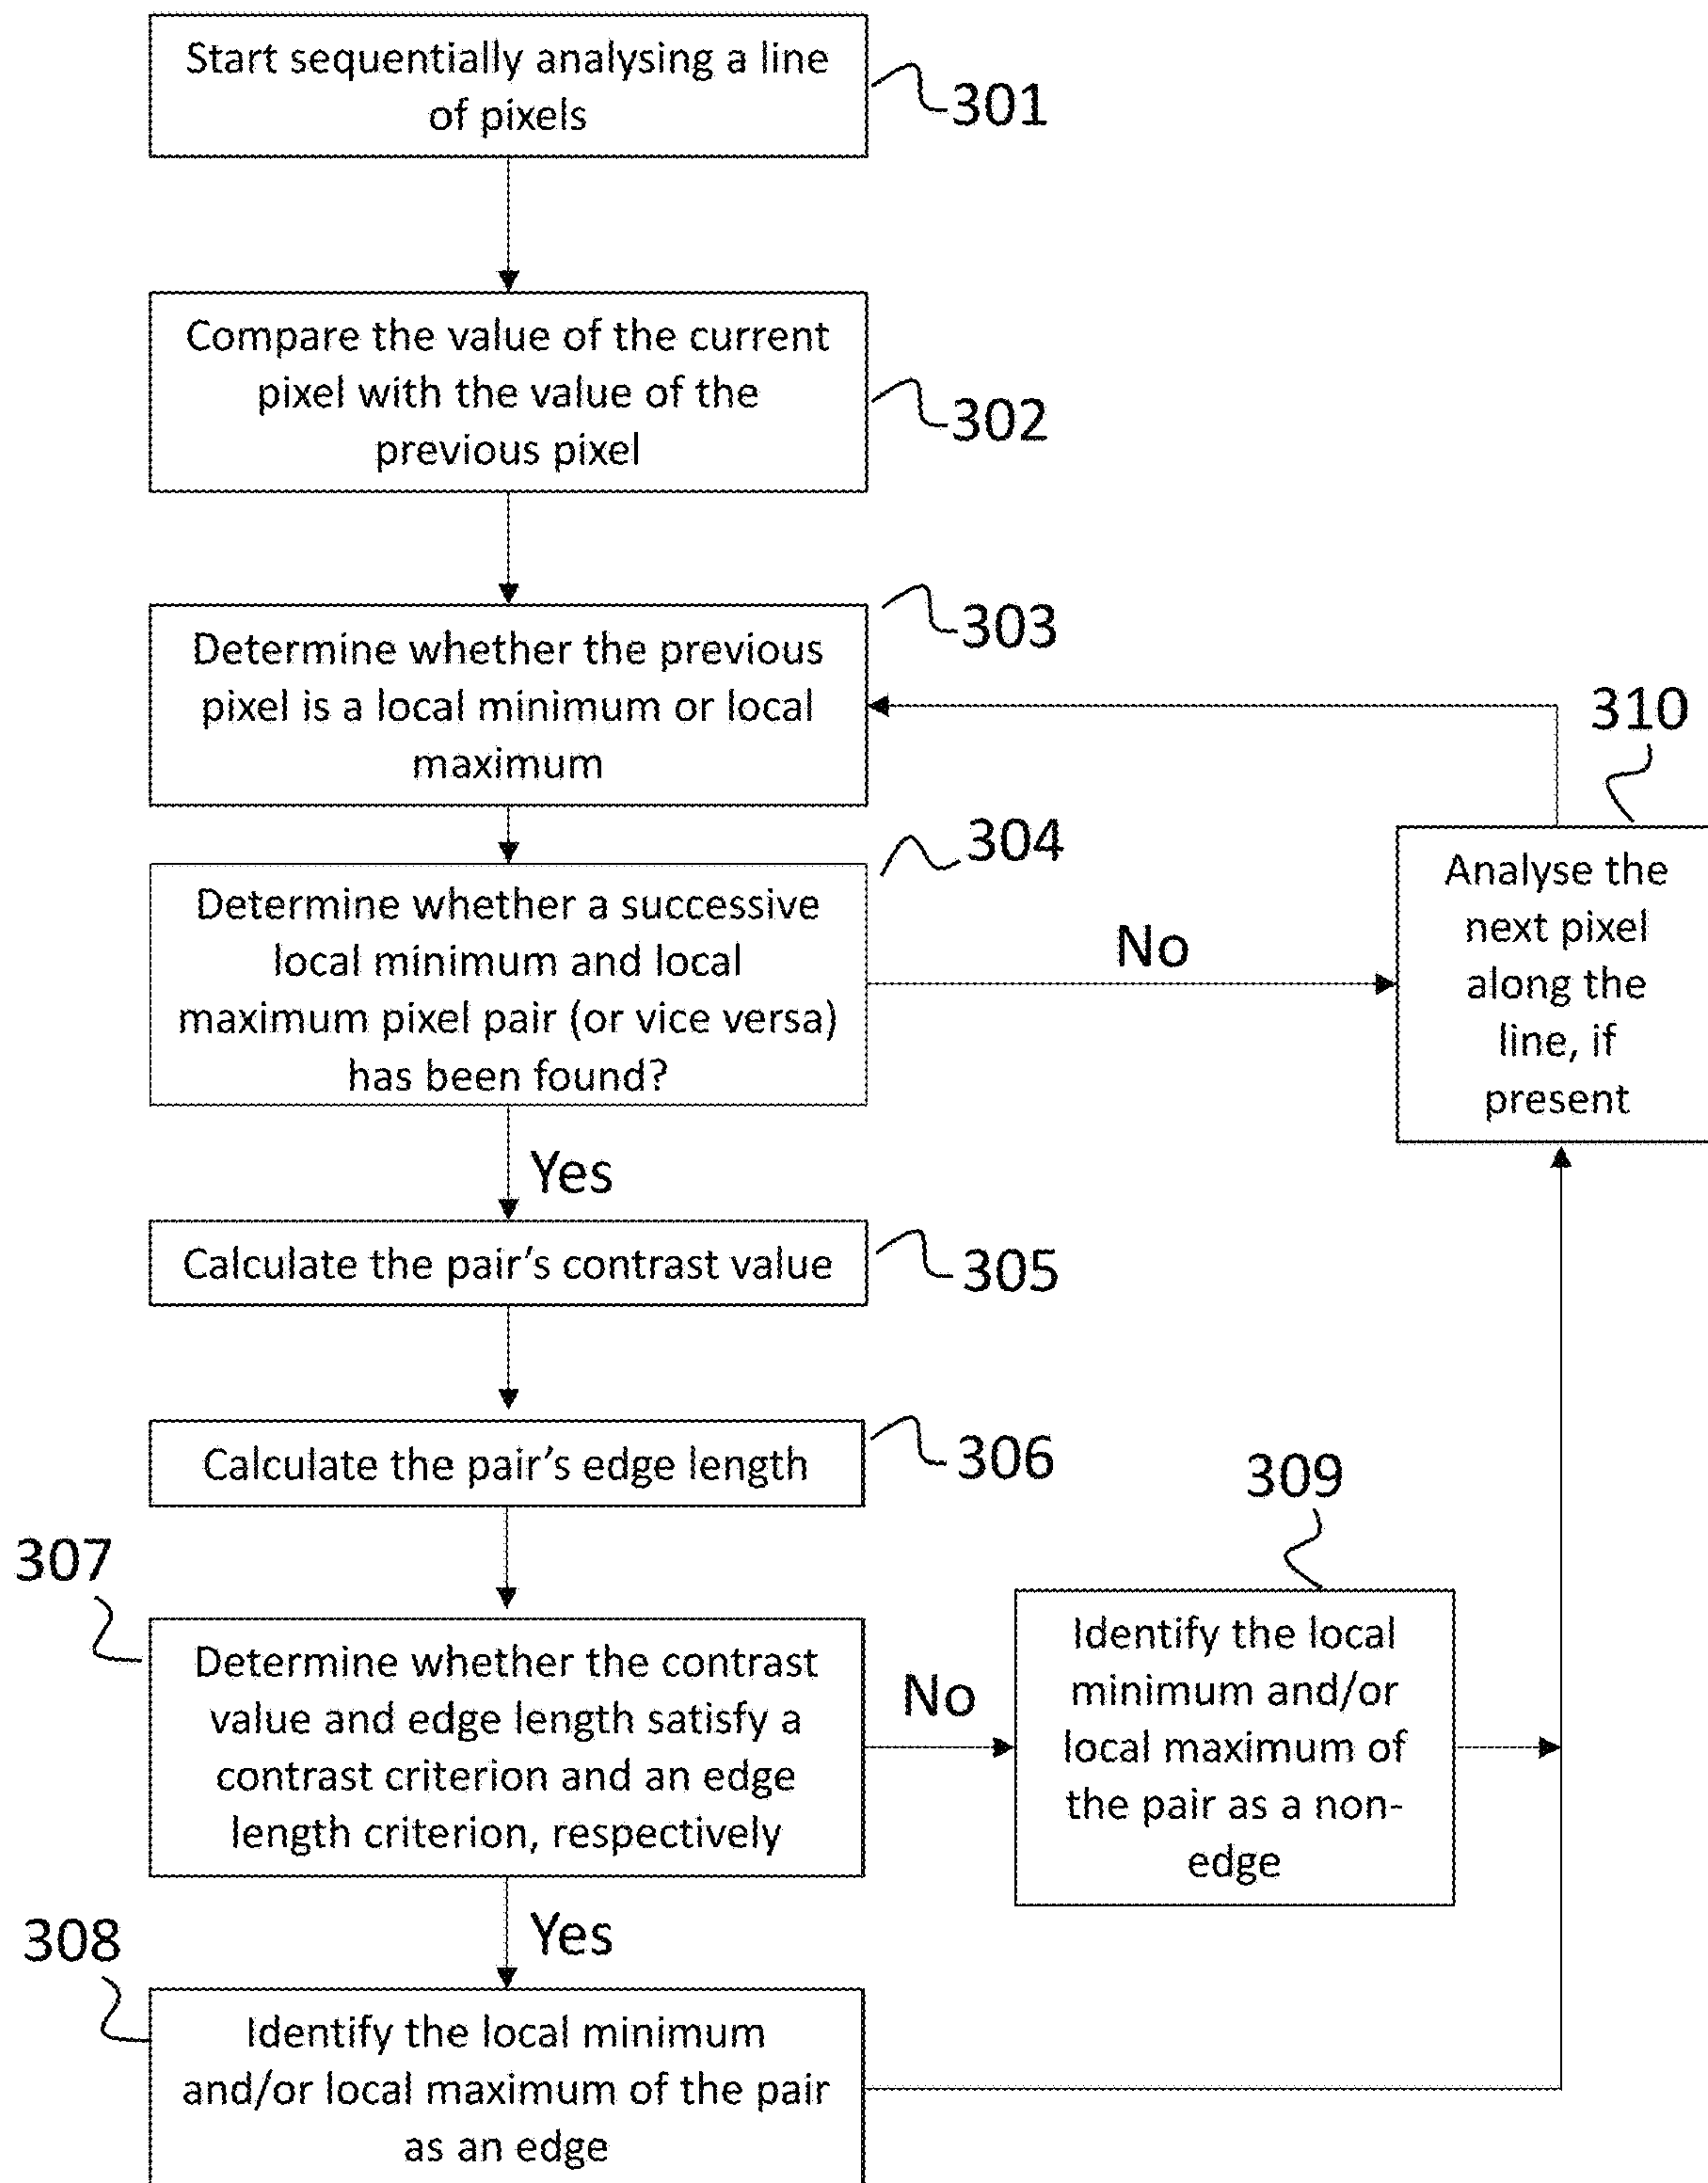 Start sequentially analysing a line
of pixels
301
Compare the value of the current
pixel with the value of the
previous pixel
302
303
Determine whether the previous
pixel is a local minimum or local
maximum
310
304
Determine whether a successive
local minimum and local
maximum pixel pair (or vice versa)
has been found?
No
Analyse the
next pixel
along the
line, if
present
Yes
Calculate the pair's contrast value
305
Calculate the pair's edge length
306
309
307
Determine whether the contrast
value and edge length satisfy a
contrast criterion and an edge
length criterion, respectively
No
Identify the local
minimum and/or
local maximum of
the pair as a non-
edge
Yes
308
Identify the local minimum
and/or local maximum of the pair
as an edge